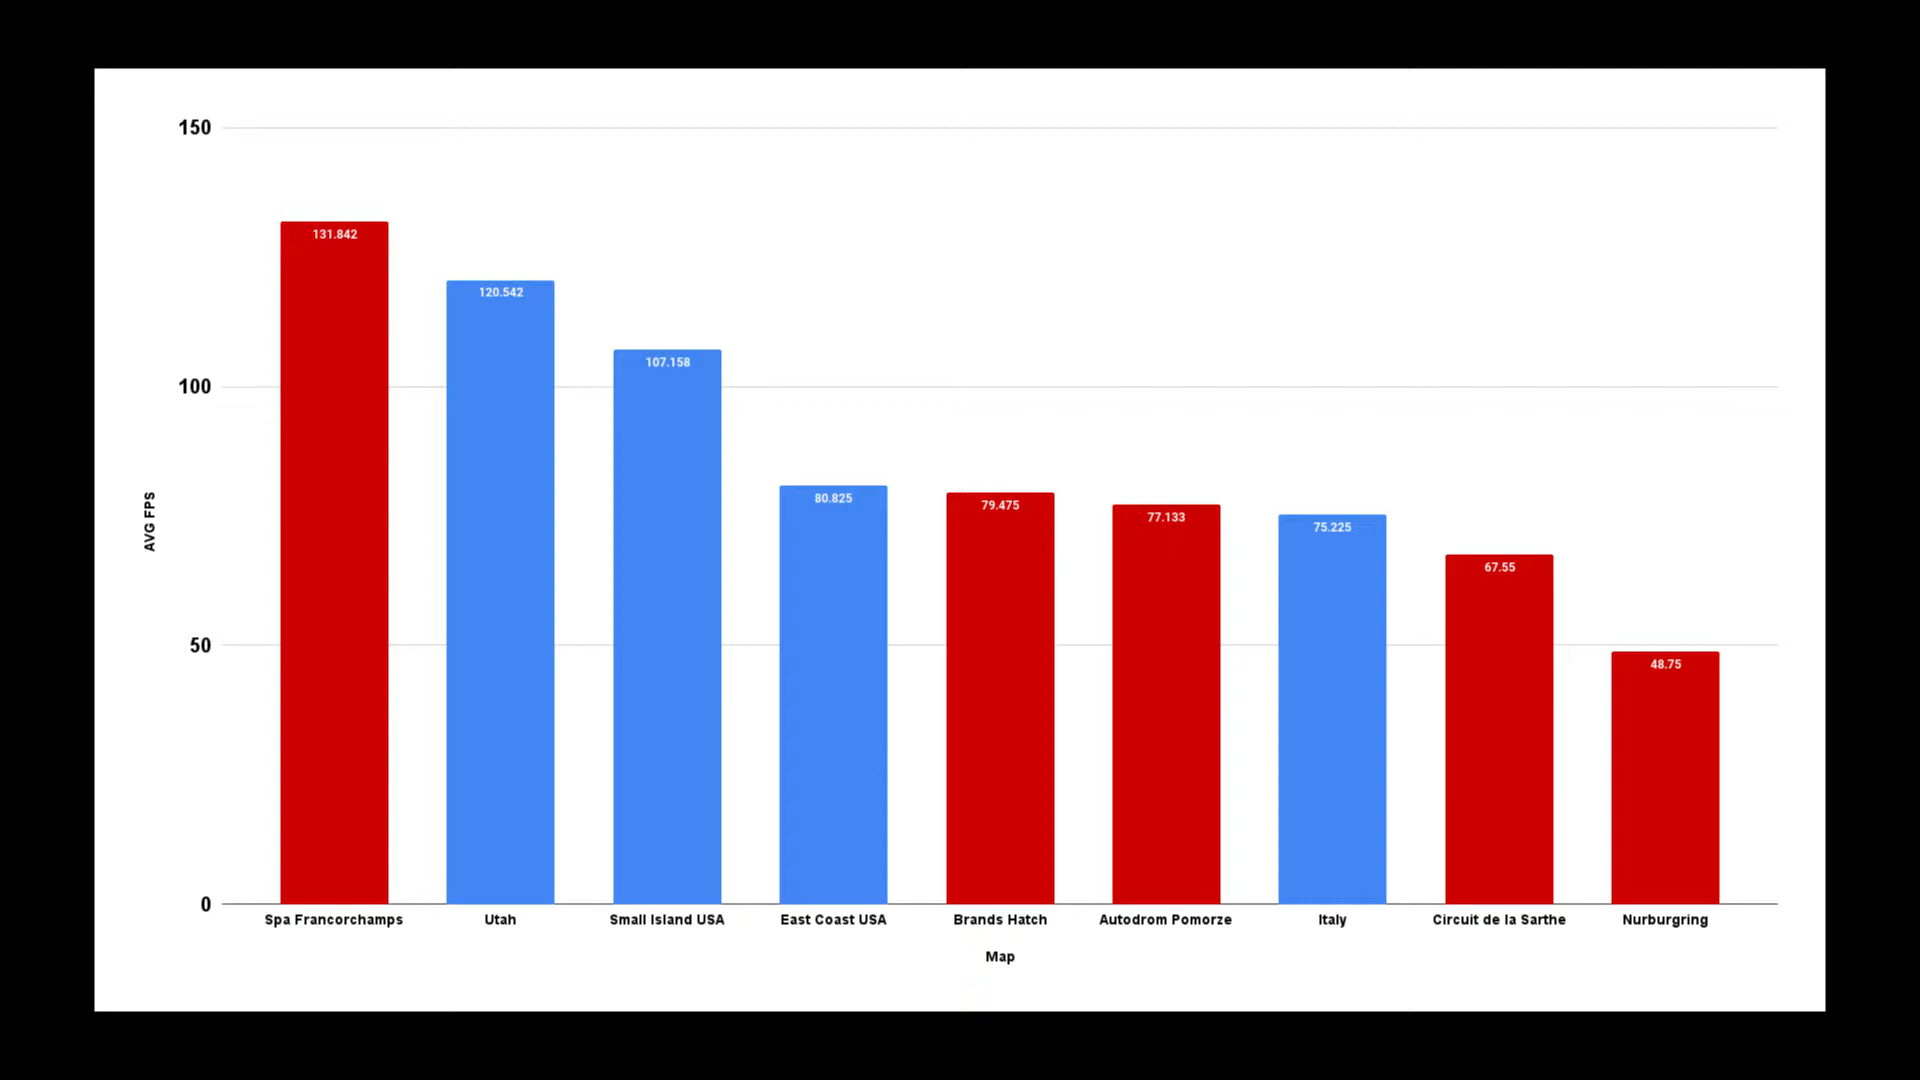 150
100
50
0
AVG FPS
131.842
120.542
107.158
80.825
79.475
77.133
75.225
67.55
48.75
Spa Francorchamps
Utah
Small Island USA
East Coast USA
Brands Hatch
Autodrom Pomorze
Italy
Circuit de la Sarthe
Nurburgring
Map